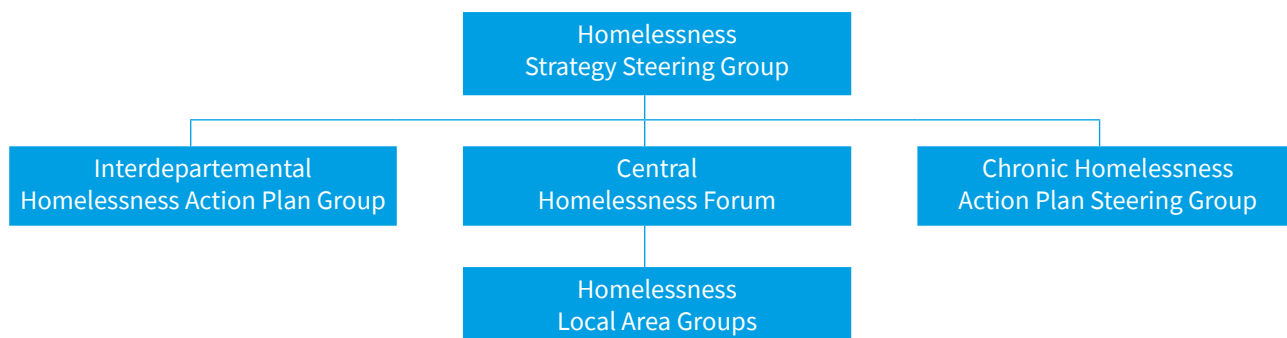 Homelessness
Strategy Steering Group
Interdepartemental
Homelessness Action Plan Group
Central
Homelessness Forum
Chronic Homelessness
Action Plan Steering Group
Homelessness
Local Area Groups